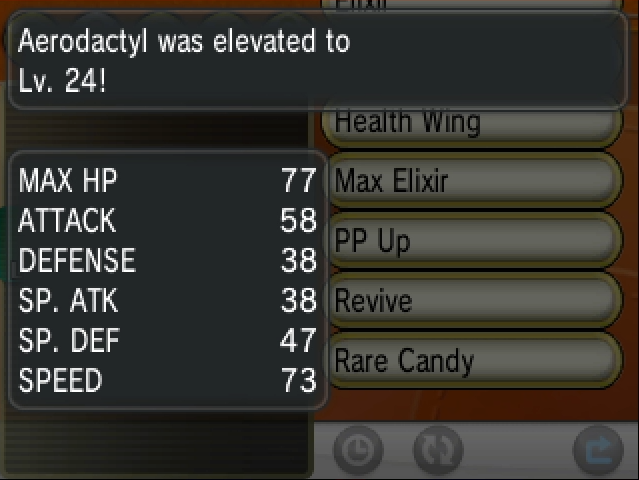 Elixir
Aerodactyl was elevated to
Lv. 24!
Health Wing
MAX HP 77
Max Elixir
ATTACK 58
PP Up
DEFENSE 38
SP. ATK 38
Revive
SP. DEF 47
Rare Candy
SPEED 73